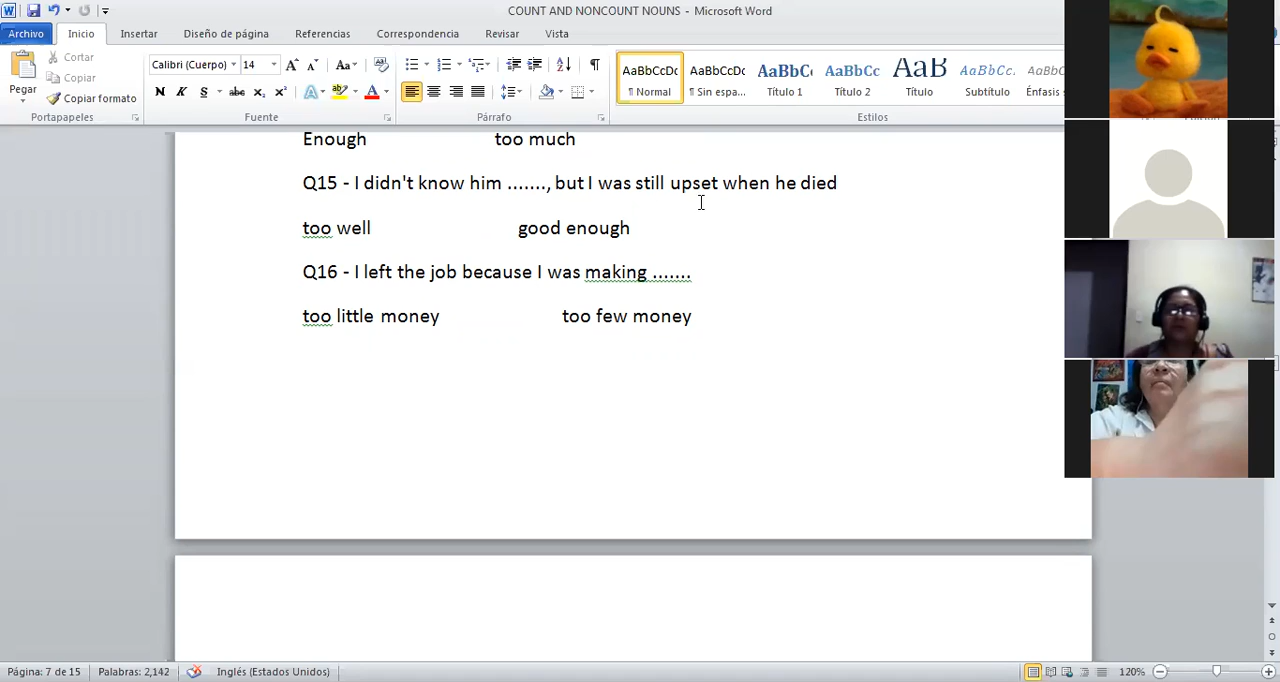 COUNT AND NONCOUNT NOUNS - Microsoft Word
Archivo Inicio Insertar Diseño de página Referencias Correspondencia Revisar Vista
Pegar
Cortar
Copiar
Copiar formato
Calibri (Cuerpo) 14
AaBbCcDc AaBbCcDc AaBbC AaBbCc AaB AaBbCc. AaBbCc
¶ Normal ¶ Sin espa... Título 1 Título 2 Título Subtítulo Énfasis
Portapapeles Fuente Párrafo Estilos
Enough too much
Q15 - I didn't know him ......., but I was still upset when he died
too well good enough
Q16 - I left the job because I was making .......
too little money too few money
Página: 7 de 15 Palabras: 2,142 Inglés (Estados Unidos) 120%